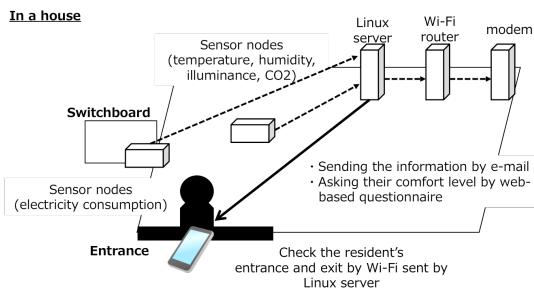 In a house
Linux
server
Wi-Fi
router
modem
Sensor nodes
(temperature, humidity,
illuminance, CO2)
Switchboard
Sensor nodes
(electricity consumption)
・Sending the information by e-mail
・Asking their comfort level by web-
based questionnaire
Entrance
Check the resident's
entrance and exit by Wi-Fi sent by
Linux server